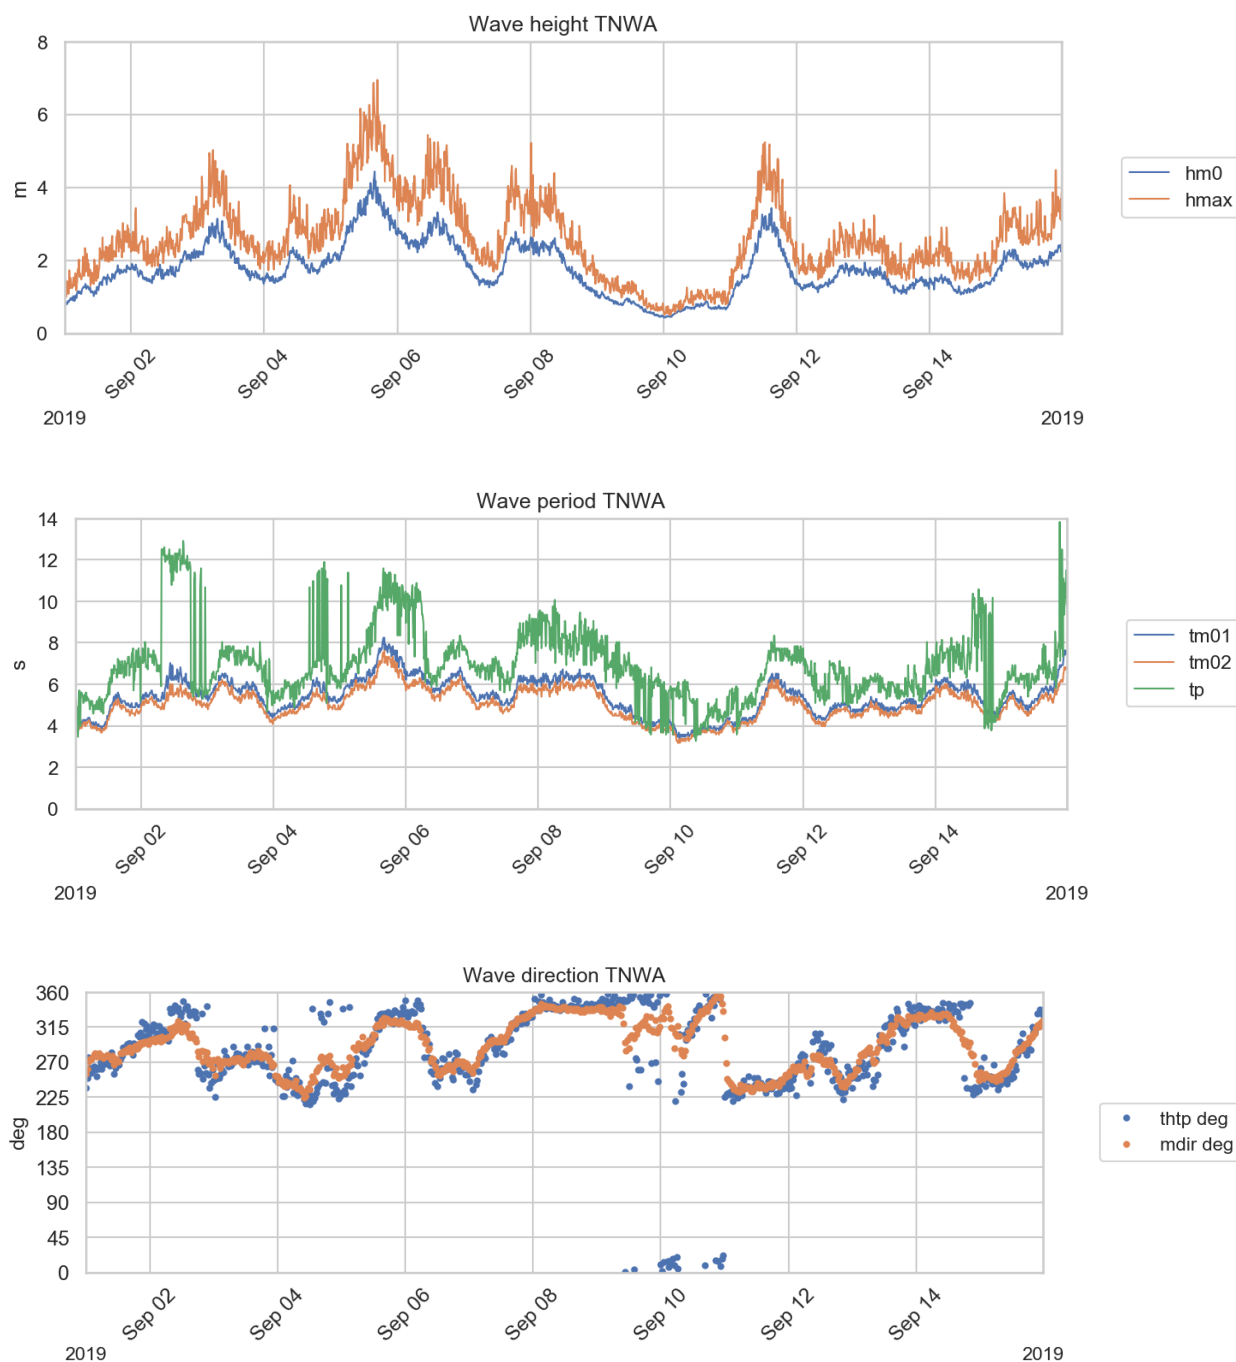 Wave height TNWA
8
6
4
2
0
m
Sep 02
Sep 04
Sep 06
Sep 08
Sep 10
Sep 12
Sep 14
2019
2019
hm0
hmax
Wave period TNWA
14
12
10
8
6
4
2
0
s
Sep 02
Sep 04
Sep 06
Sep 08
Sep 10
Sep 12
Sep 14
2019
2019
tm01
tm02
tp
Wave direction TNWA
360
315
270
225
180
135
90
45
0
deg
Sep 02
Sep 04
Sep 06
Sep 08
Sep 10
Sep 12
Sep 14
2019
2019
thtp deg
mdir deg